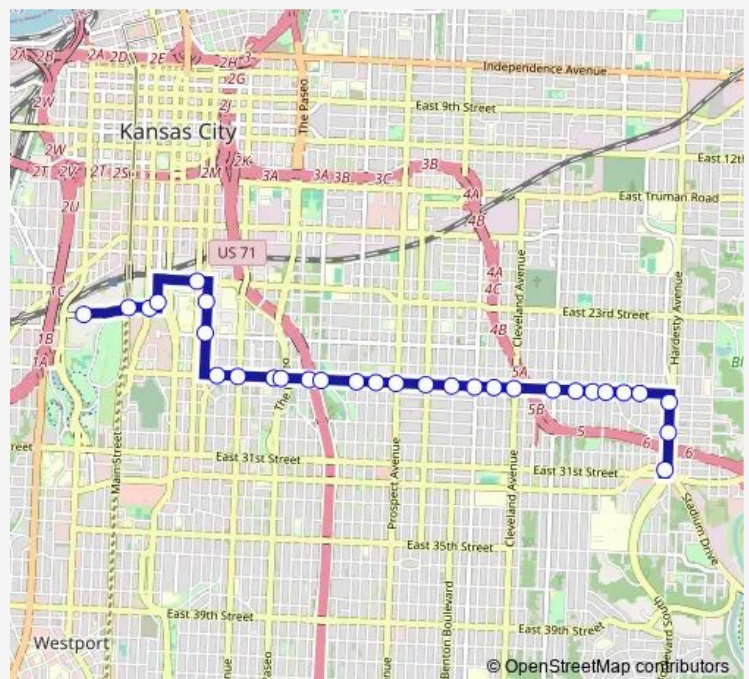 2A
2B
2A
2D
2E
2H
3
2G
2W
2J
The Paseo
Independence Avenue
East 9th Street
Kansas City
2W
2T
2V
2T
2S
2M
2K
3A
3A
3B
3C
3B
4A
4B
East 12th
East Truman Road
2U
US 71
4A
4C
4B
Cleveland Avenue
Hardesty Avenue
1C
1B
1A
East 23rd Street
5A
5B
5
6
6
Main Street
East 31st Street
East 31st Street
Prospect Avenue
Cleveland Avenue
Stadium Drive
East 35th Street
East 39th Street
East 39th Street
Benton Boulevard
Westport
© OpenStreetMap contributors